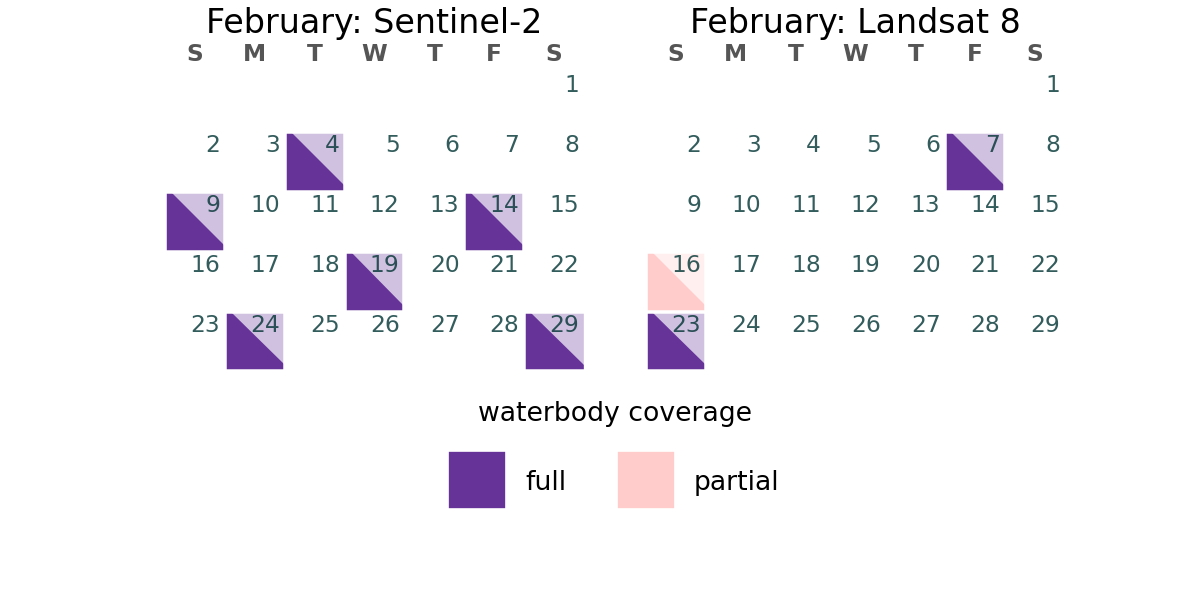 February: Sentinel-2
S M T W T F S
1
2 3 4 5 6 7 8
9 10 11 12 13 14 15
16 17 18 19 20 21 22
23 24 25 26 27 28 29
February: Landsat 8
S M T W T F S
1
2 3 4 5 6 7 8
9 10 11 12 13 14 15
16 17 18 19 20 21 22
23 24 25 26 27 28 29
waterbody coverage
full
partial